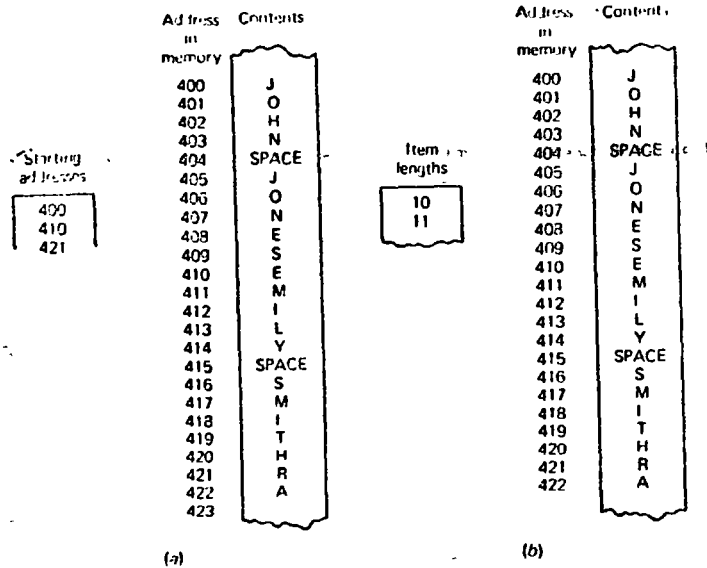 Starting
addresses
400
410
421
Address Contents
in
memory
400 J
401 O
402 H
403 N
404 SPACE
405 J
406 O
407 N
408 E
409 S
410 E
411 M
412 I
413 L
414 Y
415 SPACE
416 S
417 M
418 I
419 T
420 H
421 R
422 A
423
(a)
Item
lengths
10
11
Address Contents
in
memory
400 J
401 O
402 H
403 N
404 SPACE
405 J
406 O
407 N
408 E
409 S
410 E
411 M
412 I
413 L
414 Y
415 SPACE
416 S
417 M
418 I
419 T
420 H
421 R
422 A
(b)